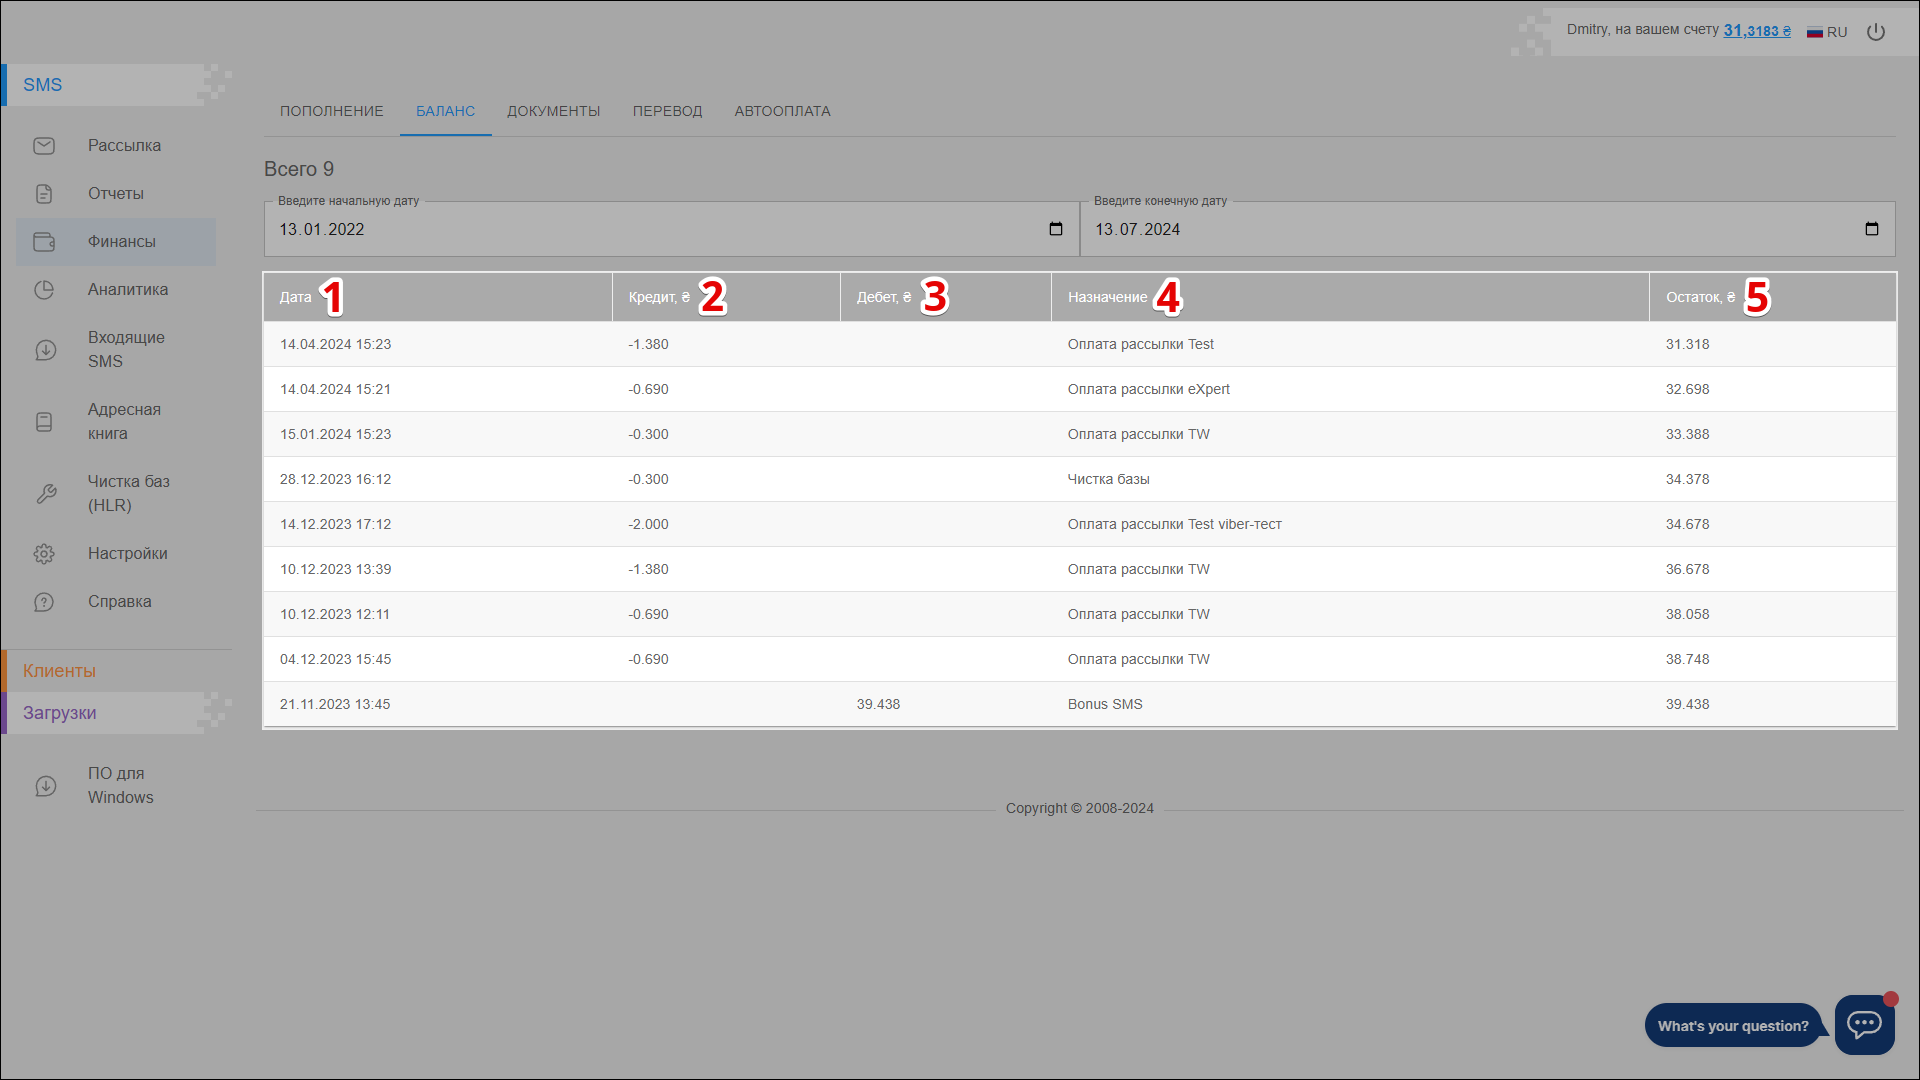 Dmitry, на вашем счету 31,3183 ₴ RU
SMS
Рассылка
Отчеты
Финансы
Аналитика
Входящие
SMS
Адресная
книга
Чистка баз
(HLR)
Настройки
Справка
Клиенты
Загрузки
ПО для
Windows
ПОПОЛНЕНИЕ БАЛАНС ДОКУМЕНТЫ ПЕРЕВОД АВТООПЛАТА
Всего 9
Введите начальную дату Введите конечную дату
13.01.2022 13.07.2024
Дата 1 Кредит, ₴ 2 Дебет, ₴ 3 Назначение 4 Остаток, ₴ 5
14.04.2024 15:23 -1.380 Оплата рассылки Test 31.318
14.04.2024 15:21 -0.690 Оплата рассылки eXpert 32.698
15.01.2024 15:23 -0.300 Оплата рассылки TW 33.388
28.12.2023 16:12 -0.300 Чистка базы 34.378
14.12.2023 17:12 -2.000 Оплата рассылки Test viber-тест 34.678
10.12.2023 13:39 -1.380 Оплата рассылки TW 36.678
10.12.2023 12:11 -0.690 Оплата рассылки TW 38.058
04.12.2023 15:45 -0.690 Оплата рассылки TW 38.748
21.11.2023 13:45 39.438 Bonus SMS 39.438
Copyright © 2008-2024
What's your question?